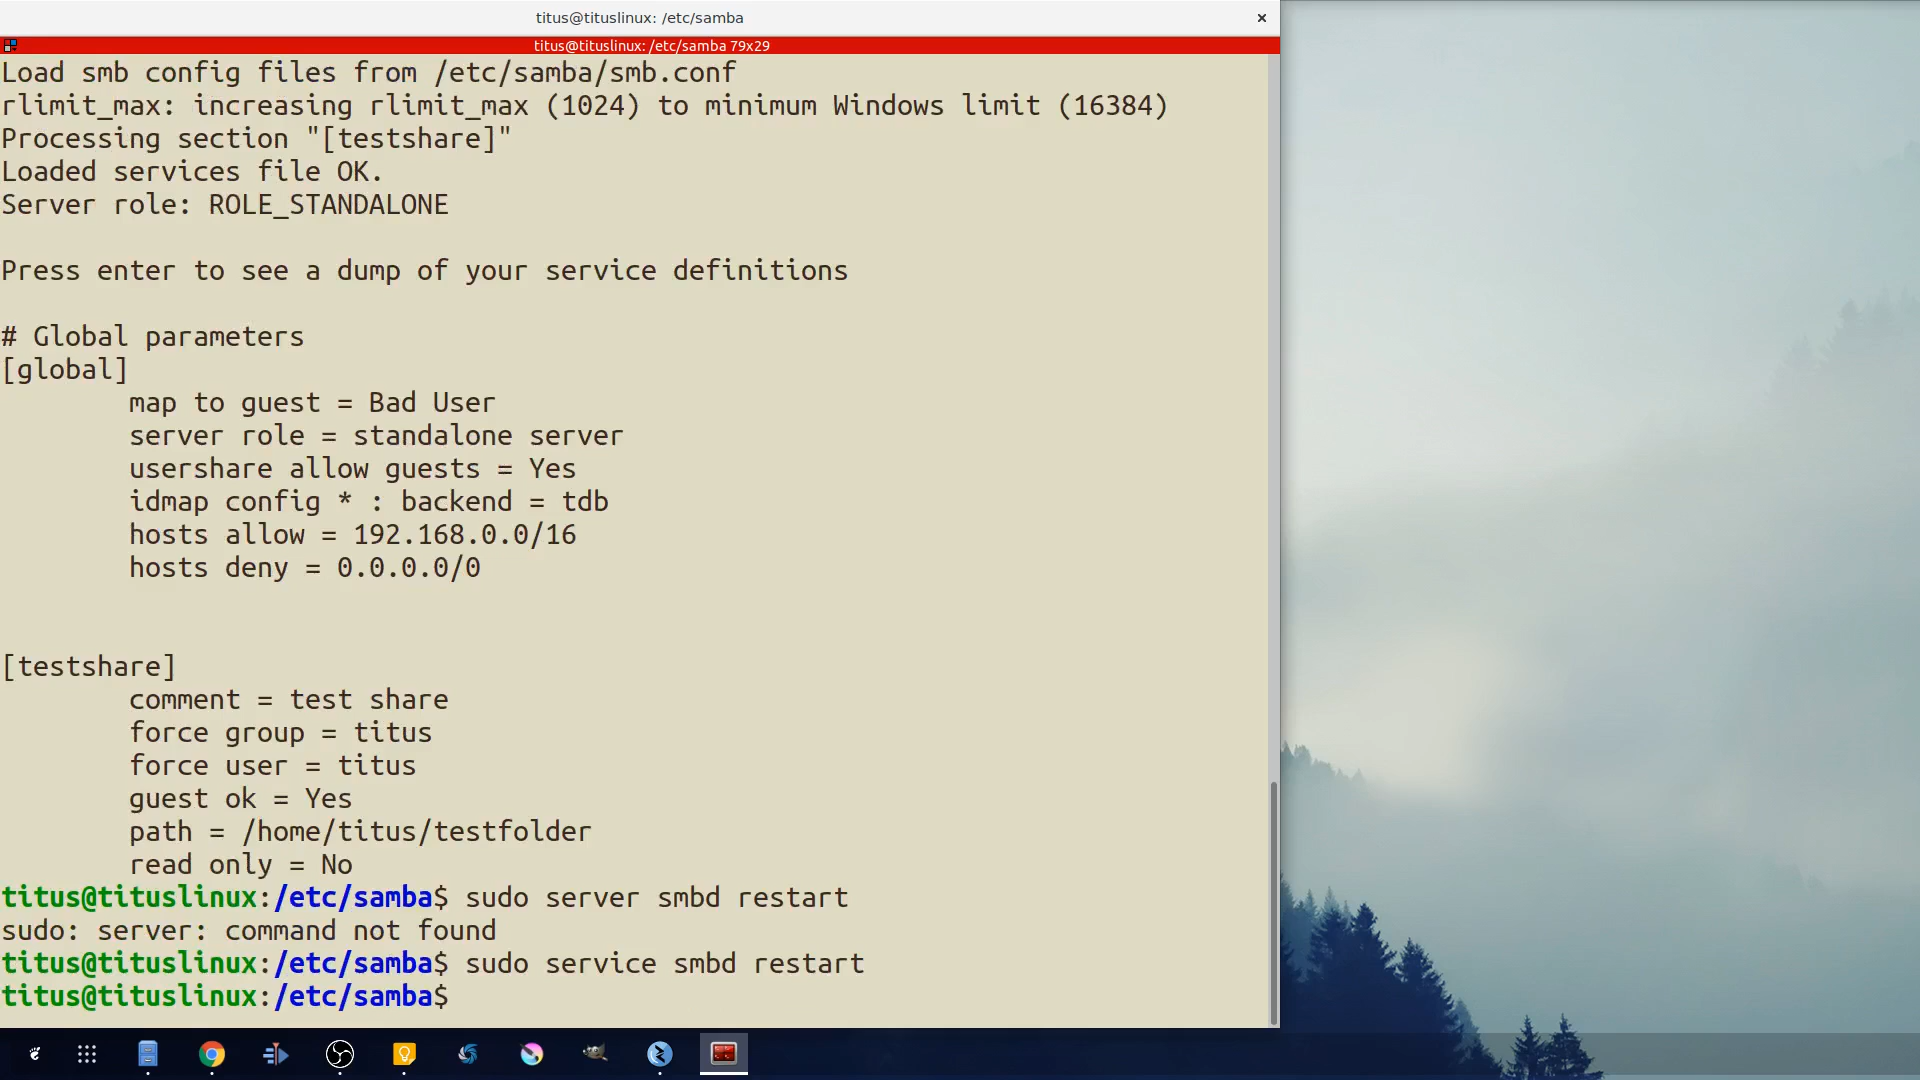 titus@tituslinux: /etc/samba
titus@tituslinux: /etc/samba 79x29
Load smb config files from /etc/samba/smb.conf
rlimit_max: increasing rlimit_max (1024) to minimum Windows limit (16384)
Processing section "[testshare]"
Loaded services file OK.
Server role: ROLE_STANDALONE
Press enter to see a dump of your service definitions
# Global parameters
[global]
map to guest = Bad User
server role = standalone server
usershare allow guests = Yes
idmap config * : backend = tdb
hosts allow = 192.168.0.0/16
hosts deny = 0.0.0.0/0
[testshare]
comment = test share
force group = titus
force user = titus
guest ok = Yes
path = /home/titus/testfolder
read only = No
titus@tituslinux:/etc/samba$ sudo server smbd restart
sudo: server: command not found
titus@tituslinux:/etc/samba$ sudo service smbd restart
titus@tituslinux:/etc/samba$